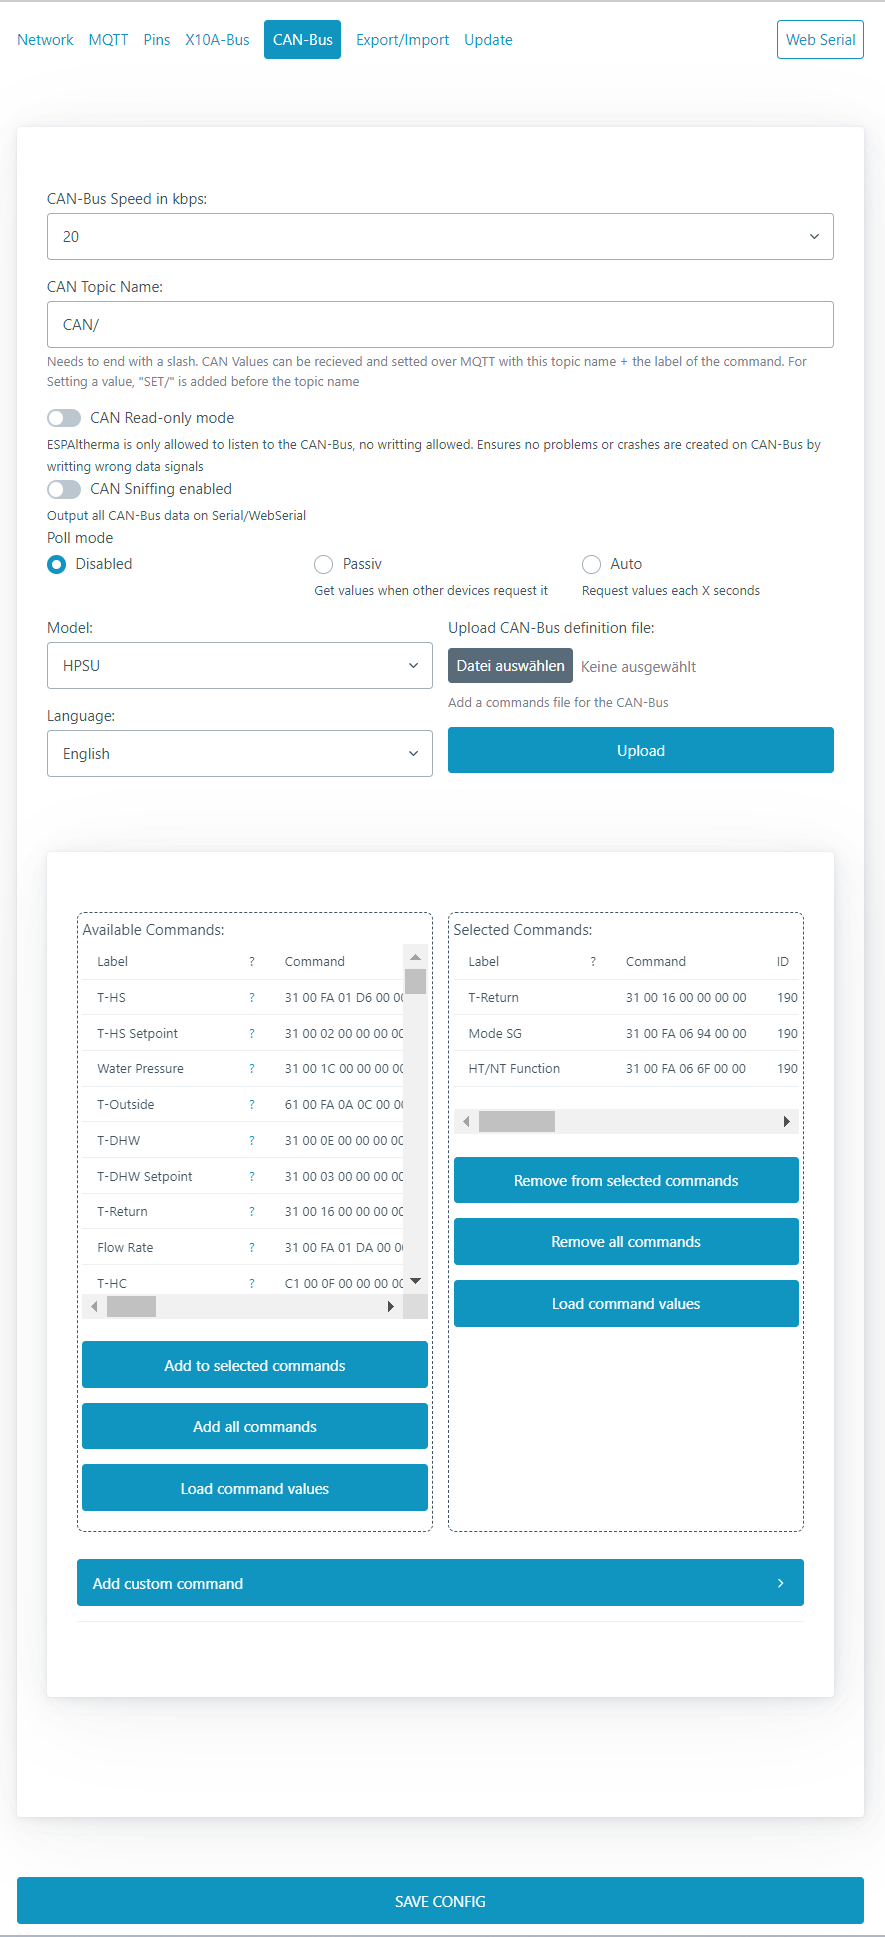 Network MQTT Pins X10A-Bus CAN-Bus Export/Import Update Web Serial
CAN-Bus Speed in kbps:
20
CAN Topic Name:
CAN/
Needs to end with a slash. CAN Values can be recieved and setted over MQTT with this topic name + the label of the command. For
Setting a value, "SET/" is added before the topic name
CAN Read-only mode
ESPAltherma is only allowed to listen to the CAN-Bus, no writting allowed. Ensures no problems or crashes are created on CAN-Bus by
writting wrong data signals
CAN Sniffing enabled
Output all CAN-Bus data on Serial/WebSerial
Poll mode
Disabled Passiv Auto
Get values when other devices request it Request values each X seconds
Model:
HPSU
Language:
English
Upload CAN-Bus definition file:
Datei auswählen Keine ausgewählt
Add a commands file for the CAN-Bus
Upload
Available Commands:
Label ? Command
T-HS ? 31 00 FA 01 D6 00 00
T-HS Setpoint ? 31 00 02 00 00 00 00
Water Pressure ? 31 00 1C 00 00 00 00
T-Outside ? 61 00 FA 0A 0C 00 00
T-DHW ? 31 00 0E 00 00 00 00
T-DHW Setpoint ? 31 00 03 00 00 00 00
T-Return ? 31 00 16 00 00 00 00
Flow Rate ? 31 00 FA 01 DA 00 00
T-HC ? C1 00 0F 00 00 00 00
Add to selected commands
Add all commands
Load command values
Selected Commands:
Label ? Command ID
T-Return 31 00 16 00 00 00 00 190
Mode SG 31 00 FA 06 94 00 00 190
HT/NT Function 31 00 FA 06 6F 00 00 190
Remove from selected commands
Remove all commands
Load command values
Add custom command
SAVE CONFIG